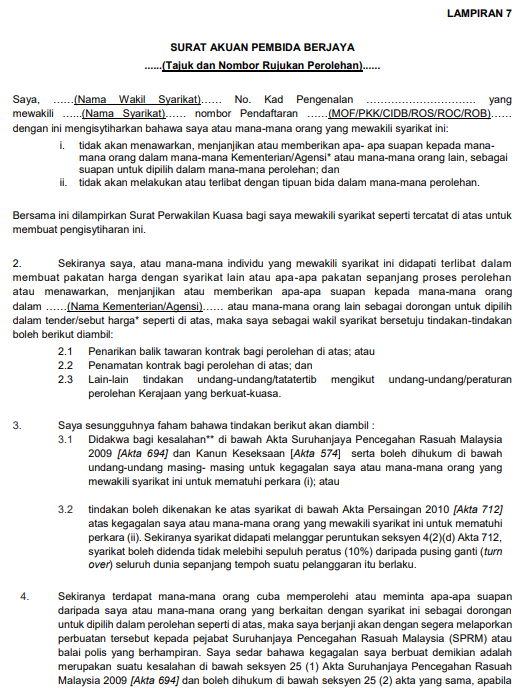 LAMPIRAN 7
SURAT AKUAN PEMBIDA BERJAYA
......(Tajuk dan Nombor Rujukan Perolehan)......
Saya, ......(Nama Wakil Syarikat)...... No. Kad Pengenalan .............................. yang
mewakili ......(Nama Syarikat)...... nombor Pendaftaran ......(MOF/PKK/CIDB/ROS/ROC/ROB)......
dengan ini mengisytiharkan bahawa saya atau mana-mana orang yang mewakili syarikat ini:
i. tidak akan menawarkan, menjanjikan atau memberikan apa- apa suapan kepada mana-
mana orang dalam mana-mana Kementerian/Agensi* atau mana-mana orang lain, sebagai
suapan untuk dipilih dalam mana-mana perolehan; dan
ii. tidak akan melakukan atau terlibat dengan tipuan bida dalam mana-mana perolehan.
Bersama ini dilampirkan Surat Perwakilan Kuasa bagi saya mewakili syarikat seperti tercatat di atas untuk
membuat pengisytiharan ini.
2. Sekiranya saya, atau mana-mana individu yang mewakili syarikat ini didapati terlibat dalam
membuat pakatan harga dengan syarikat lain atau apa-apa pakatan sepanjang proses perolehan
atau menawarkan, menjanjikan atau memberikan apa-apa suapan kepada mana-mana orang
dalam ......(Nama Kementerian/Agensi)...... atau mana-mana orang lain sebagai dorongan untuk dipilih
dalam tender/sebut harga* seperti di atas, maka saya sebagai wakil syarikat bersetuju tindakan-tindakan
boleh berikut diambil:
2.1 Penarikan balik tawaran kontrak bagi perolehan di atas; atau
2.2 Penamatan kontrak bagi perolehan di atas; dan
2.3 Lain-lain tindakan undang-undang/tatatertib mengikut undang-undang/peraturan
perolehan Kerajaan yang berkuat-kuasa.
3. Saya sesungguhnya faham bahawa tindakan berikut akan diambil :
3.1 Didakwa bagi kesalahan** di bawah Akta Suruhanjaya Pencegahan Rasuah Malaysia
2009 [Akta 694] dan Kanun Keseksaan [Akta 574] serta boleh dihukum di bawah
undang-undang masing- masing untuk kegagalan saya atau mana-mana orang yang
mewakili syarikat ini untuk mematuhi perkara (i); atau
3.2 tindakan boleh dikenakan ke atas syarikat di bawah Akta Persaingan 2010 [Akta 712]
atas kegagalan saya atau mana-mana orang yang mewakili syarikat ini untuk mematuhi
perkara (ii). Sekiranya syarikat didapati melanggar peruntukan seksyen 4(2)(d) Akta 712,
syarikat boleh didenda tidak melebihi sepuluh peratus (10%) daripada pusing ganti (turn
over) seluruh dunia sepanjang tempoh suatu pelanggaran itu berlaku.
4. Sekiranya terdapat mana-mana orang cuba memperolehi atau meminta apa-apa suapan
daripada saya atau mana-mana orang yang berkaitan dengan syarikat ini sebagai dorongan
untuk dipilih dalam perolehan seperti di atas, maka saya berjanji akan dengan segera melaporkan
perbuatan tersebut kepada pejabat Suruhanjaya Pencegahan Rasuah Malaysia (SPRM) atau
balai polis yang berhampiran. Saya sedar bahawa kegagalan saya berbuat demikian adalah
merupakan suatu kesalahan di bawah seksyen 25 (1) Akta Suruhanjaya Pencegahan Rasuah
Malaysia 2009 [Akta 694] dan boleh dihukum di bawah seksyen 25 (2) akta yang sama, apabila